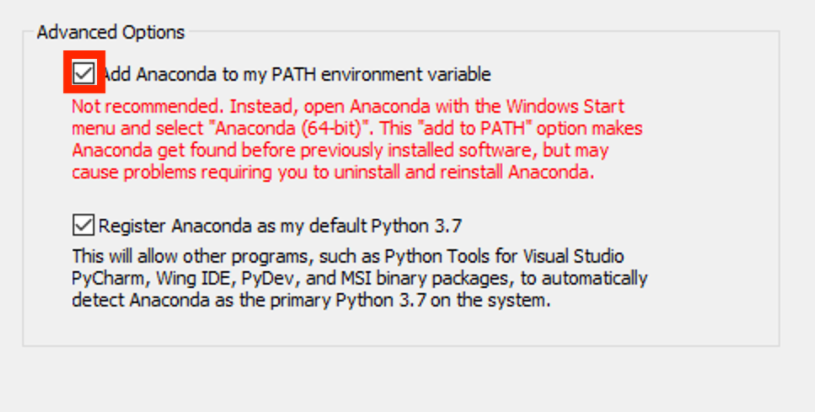 Advanced Options
Add Anaconda to my PATH environment variable
Not recommended. Instead, open Anaconda with the Windows Start
menu and select "Anaconda (64-bit)". This "add to PATH" option makes
Anaconda get found before previously installed software, but may
cause problems requiring you to uninstall and reinstall Anaconda.
Register Anaconda as my default Python 3.7
This will allow other programs, such as Python Tools for Visual Studio
PyCharm, Wing IDE, PyDev, and MSI binary packages, to automatically
detect Anaconda as the primary Python 3.7 on the system.